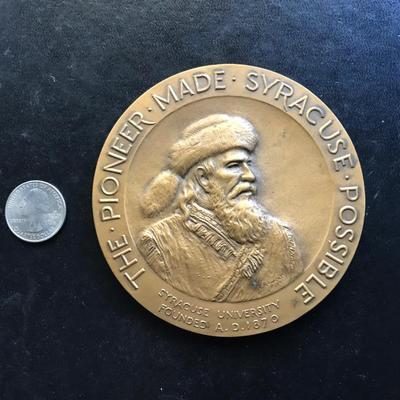 THE · PIONEER · MADE · SYRACUSE · POSSIBLE
SYRACUSE UNIVERSITY
FOUNDED A.D. 1870